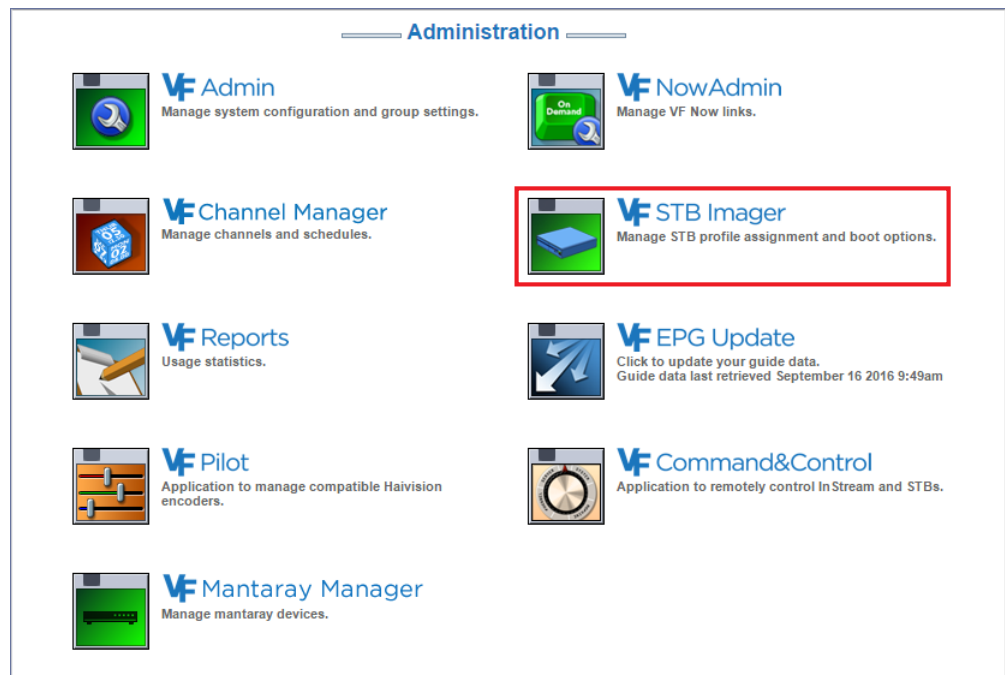 Administration
VF Admin
Manage system configuration and group settings.
On
Demand
VF NowAdmin
Manage VF Now links.
VF Channel Manager
Manage channels and schedules.
VF STB Imager
Manage STB profile assignment and boot options.
VF Reports
Usage statistics.
VF EPG Update
Click to update your guide data.
Guide data last retrieved September 16 2016 9:49am
VF Pilot
Application to manage compatible Haivision
encoders.
VF Command&Control
Application to remotely control InStream and STBs.
VF Mantaray Manager
Manage mantaray devices.